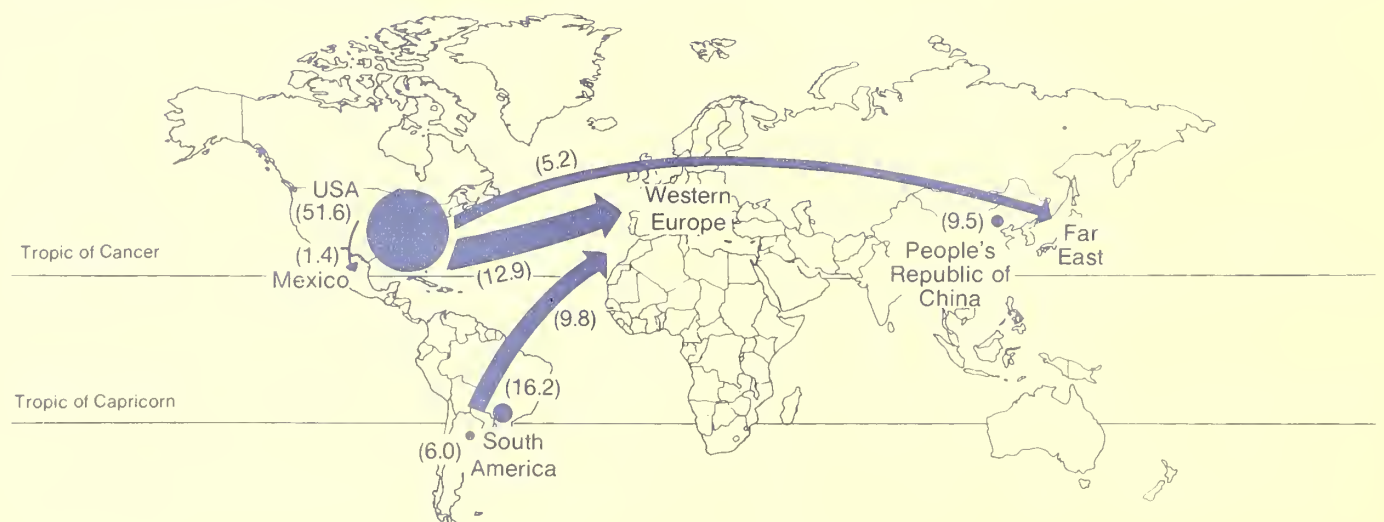 (5.2)
USA
(51.6)
Western
Europe
(9.5)
Far
East
People's
Republic of
China
Tropic of Cancer
(1.4)
Mexico
(12.9)
(9.8)
(16.2)
Tropic of Capricorn
(6.0)
South
America